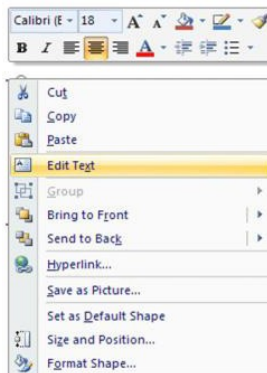 Calibri (E 18 A A
B I A
Cut
Copy
Paste
Edit Text
Group
Bring to Front
Send to Back
Hyperlink...
Save as Picture...
Set as Default Shape
Size and Position...
Format Shape...